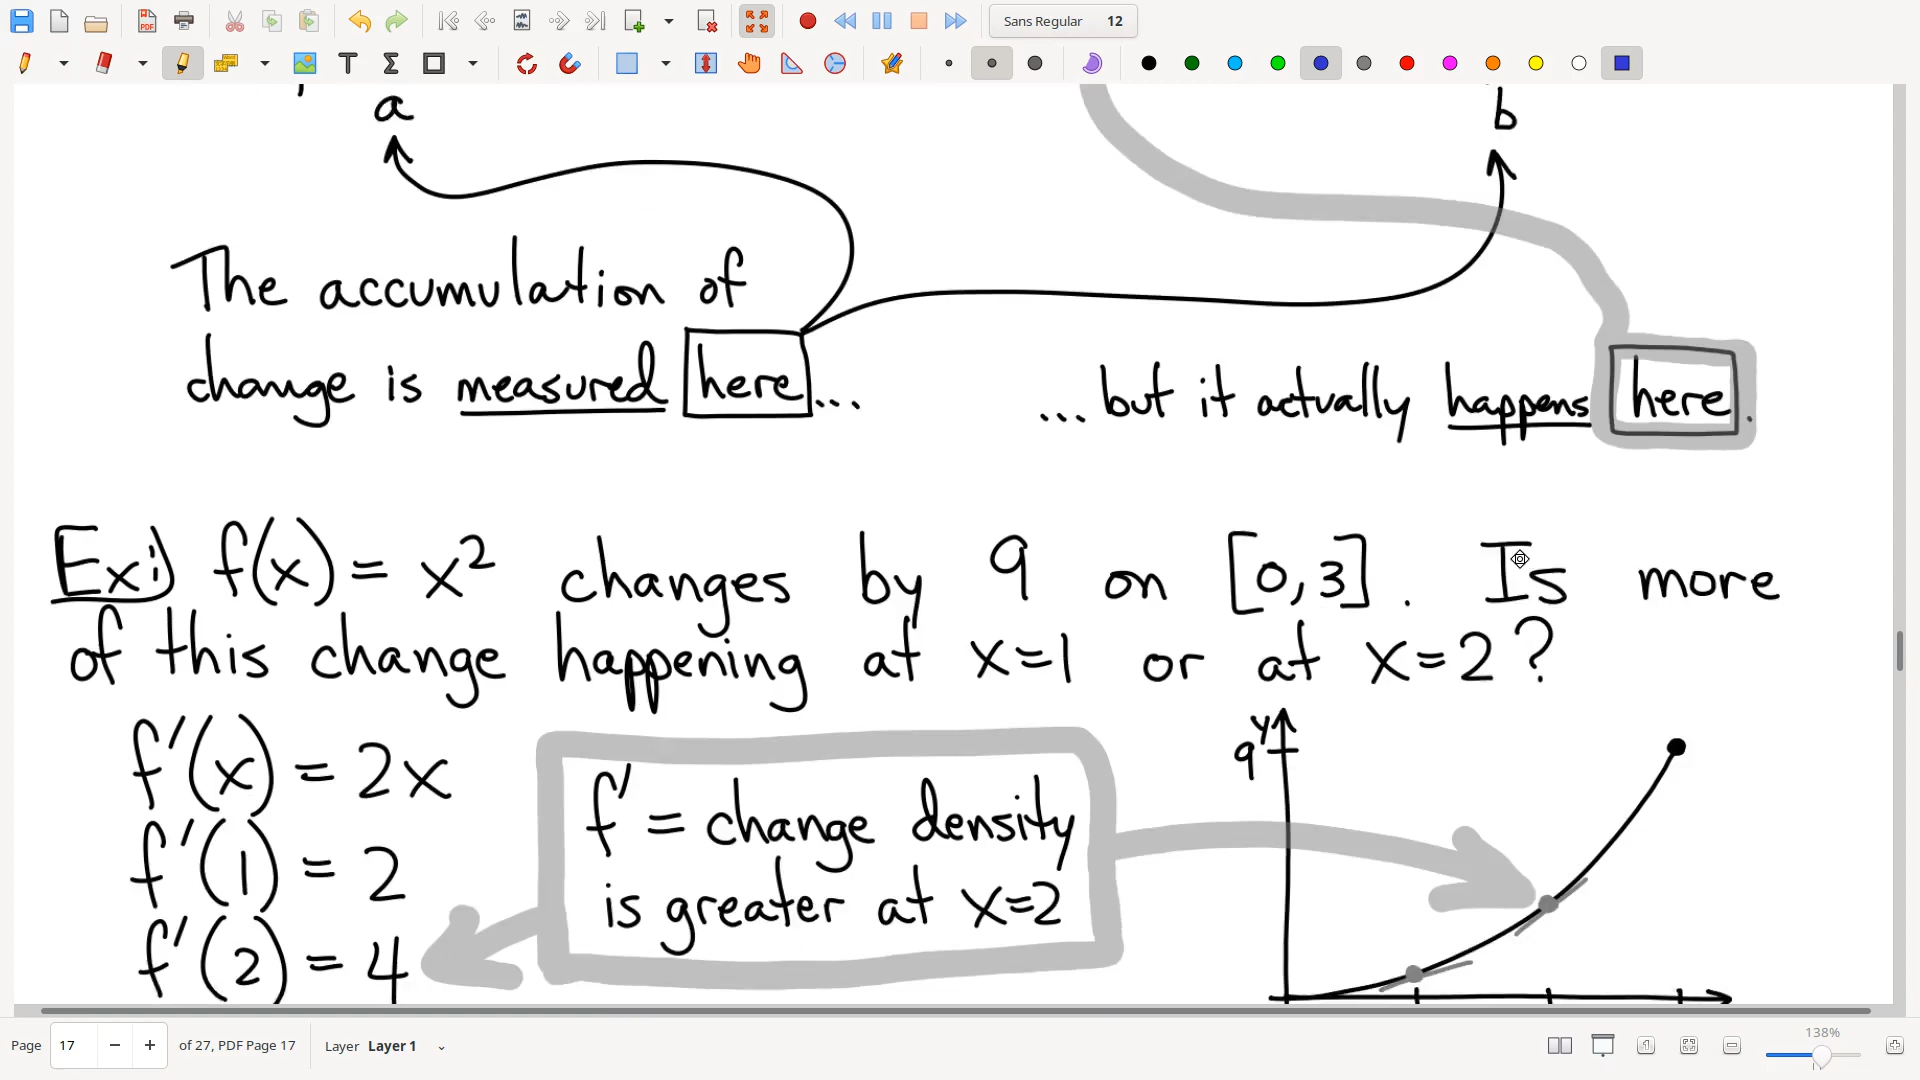 Sans Regular 12
a
b
The accumulation of
change is measured here...
...but it actually happens here.
Ex:) f(x) = x² changes by 9 on [0,3]. Is more
of this change happening at x=1 or at x=2?
f'(x) = 2x
f'(1) = 2
f'(2) = 4
f' = change density
is greater at x=2
y
9
Page 17 of 27, PDF Page 17 Layer Layer 1
138%